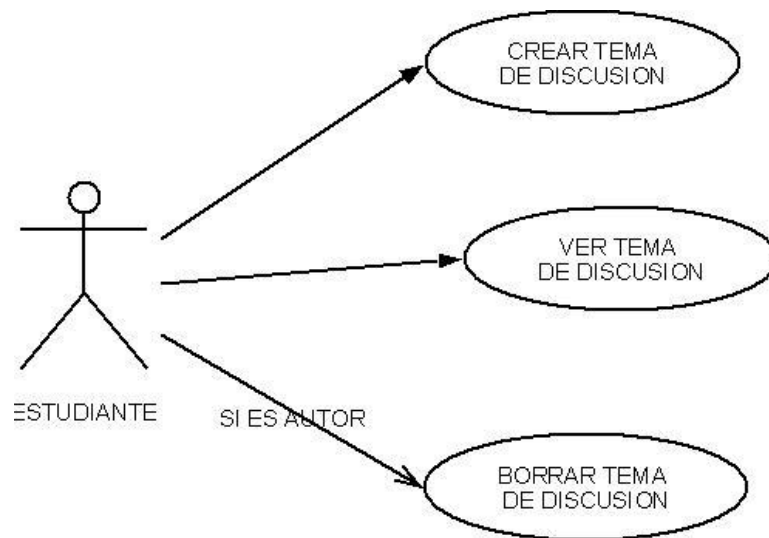 CREAR TEMA
DE DISCUSION
VER TEMA
DE DISCUSION
ESTUDIANTE
SI ES AUTOR
BORRAR TEMA
DE DISCUSION